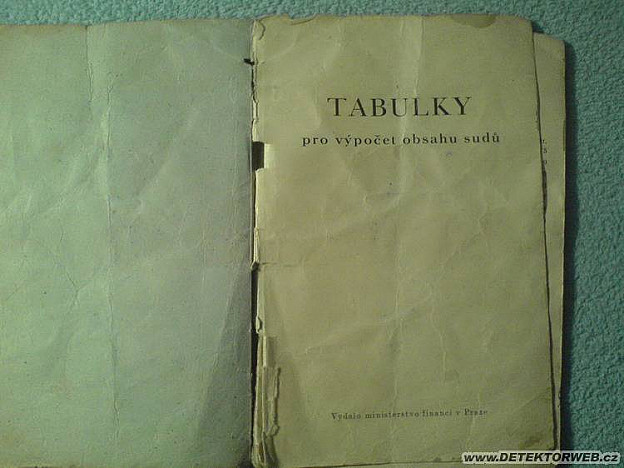 TABULKY
pro výpočet obsahu sudů
Vydalo ministerstvo financí v Praze
www.DETEKTORWEB.cz